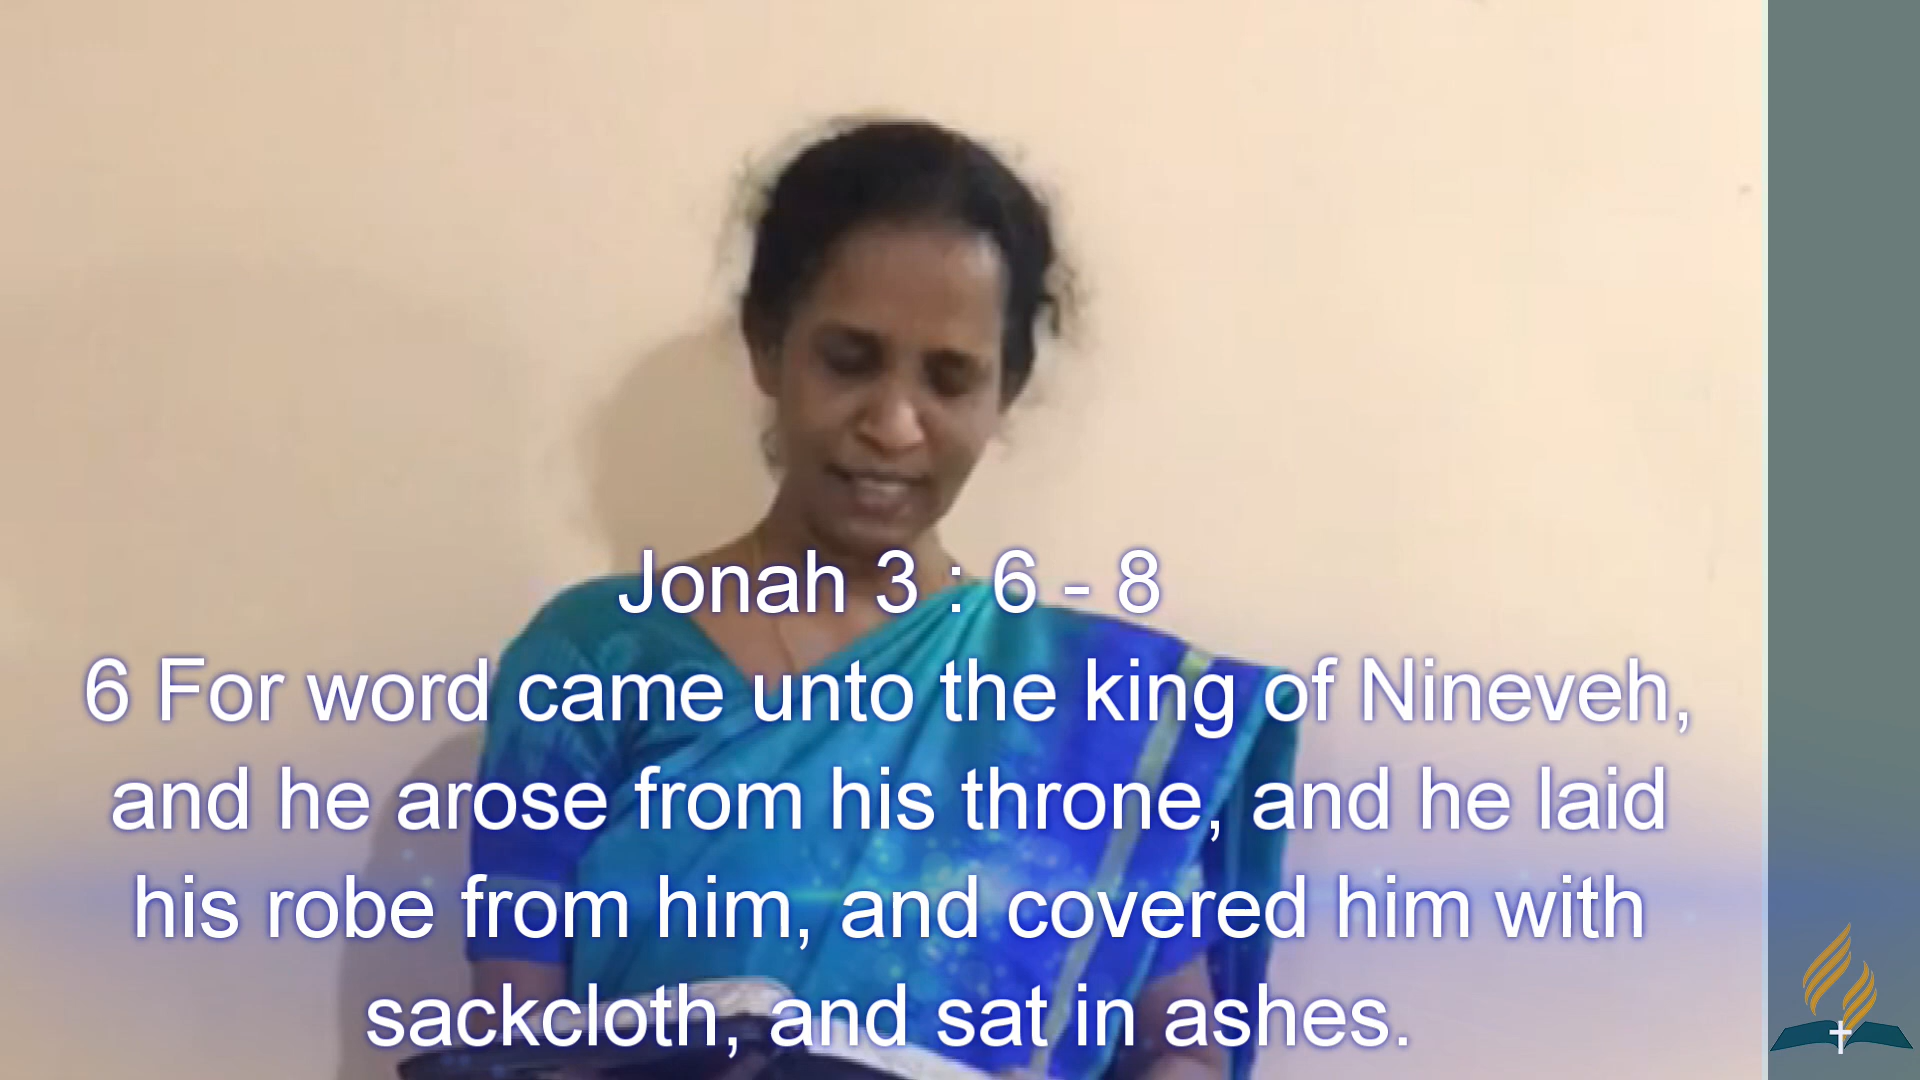 Jonah 3 : 6 - 8
6 For word came unto the king of Nineveh,
and he arose from his throne, and he laid
his robe from him, and covered him with
sackcloth, and sat in ashes.